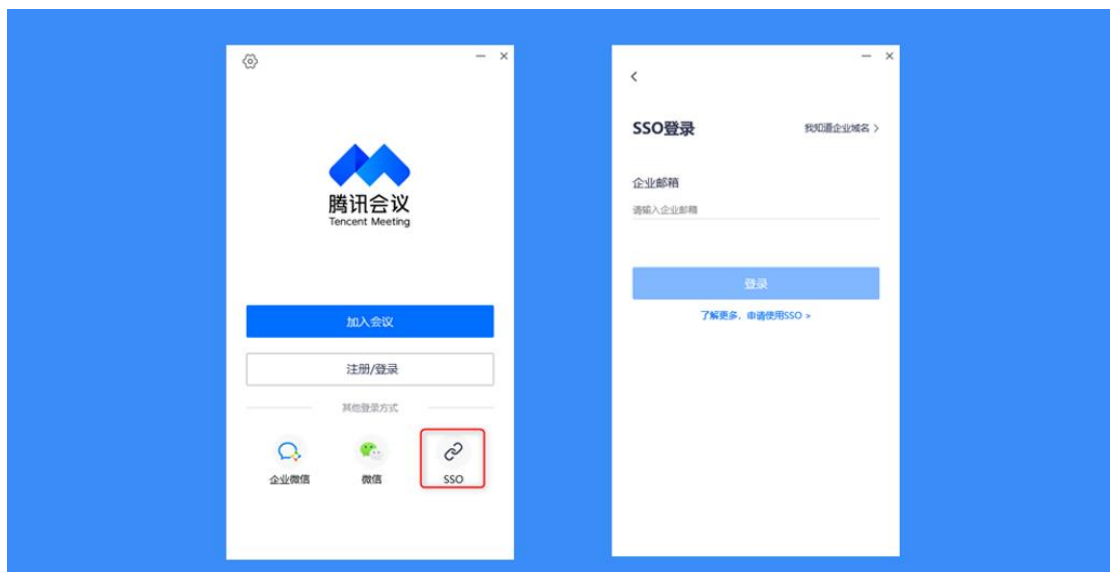 腾讯会议
Tencent Meeting
加入会议
注册/登录
其他登录方式
企业微信
微信
SSO
SSO登录
我知道企业域名 >
企业邮箱
请输入企业邮箱
登录
了解更多，申请使用SSO >